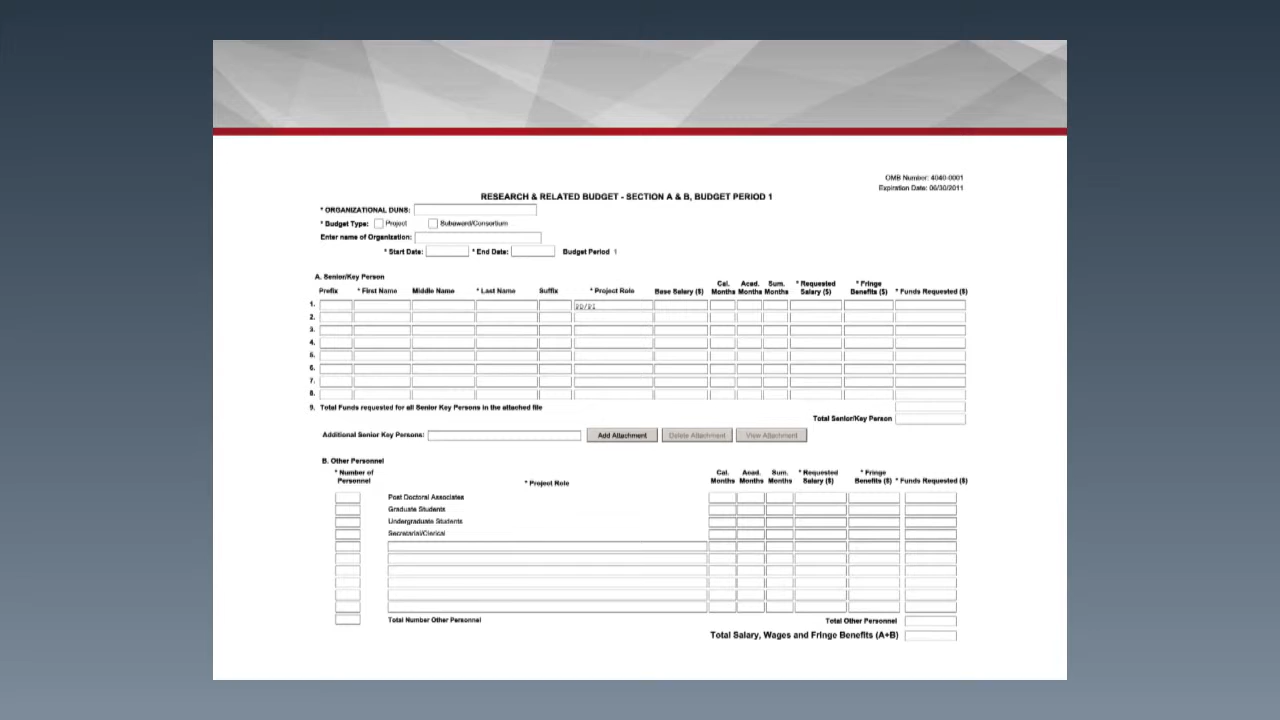 OMB Number: 4040-0001
Expiration Date: 06/30/2011
RESEARCH & RELATED BUDGET - SECTION A & B, BUDGET PERIOD 1
* ORGANIZATIONAL DUNS:
* Budget Type: Project Subaward/Consortium
Enter name of Organization:
* Start Date: * End Date: Budget Period 1
A. Senior/Key Person
Prefix * First Name Middle Name * Last Name Suffix * Project Role Base Salary ($) Cal. Months Acad. Months Sum. Months * Requested Salary ($) * Fringe Benefits ($) * Funds Requested ($)
1. PD/PI
2.
3.
4.
5.
6.
7.
8.
9. Total Funds requested for all Senior Key Persons in the attached file
Total Senior/Key Person
Additional Senior Key Persons: Add Attachment Delete Attachment View Attachment
B. Other Personnel
* Number of Personnel * Project Role Cal. Months Acad. Months Sum. Months * Requested Salary ($) * Fringe Benefits ($) * Funds Requested ($)
Post Doctoral Associates
Graduate Students
Undergraduate Students
Secretarial/Clerical
Total Number Other Personnel Total Other Personnel
Total Salary, Wages and Fringe Benefits (A+B)